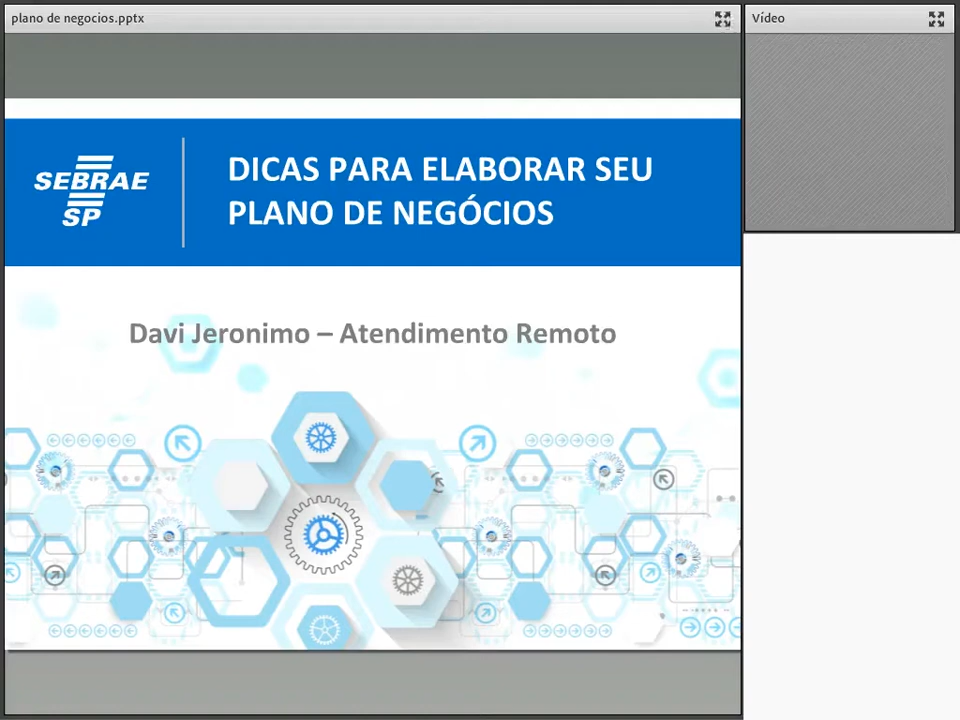 plano de negocios.pptx
Vídeo
SEBRAE
SP
DICAS PARA ELABORAR SEU
PLANO DE NEGÓCIOS
Davi Jeronimo – Atendimento Remoto